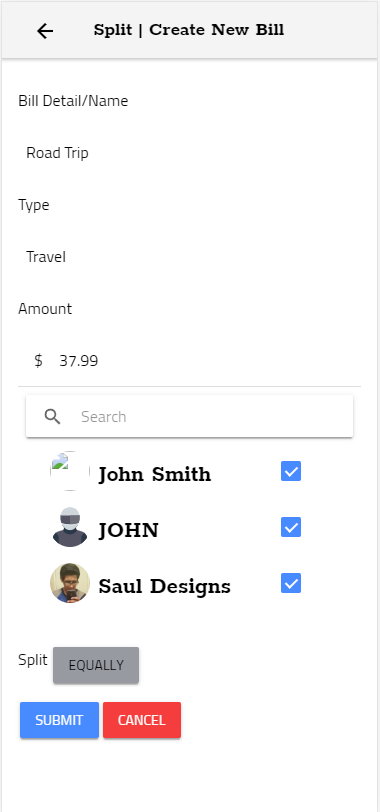 Split | Create New Bill
Bill Detail/Name
Road Trip
Type
Travel
Amount
$ 37.99
Search
John Smith
JOHN
Saul Designs
Split EQUALLY
SUBMIT CANCEL